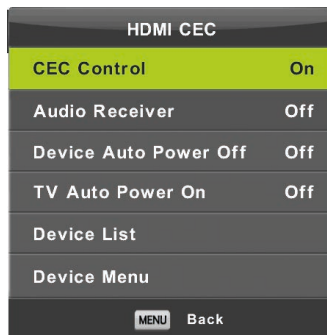 HDMI CEC
CEC Control On
Audio Receiver Off
Device Auto Power Off Off
TV Auto Power On Off
Device List
Device Menu
MENU Back